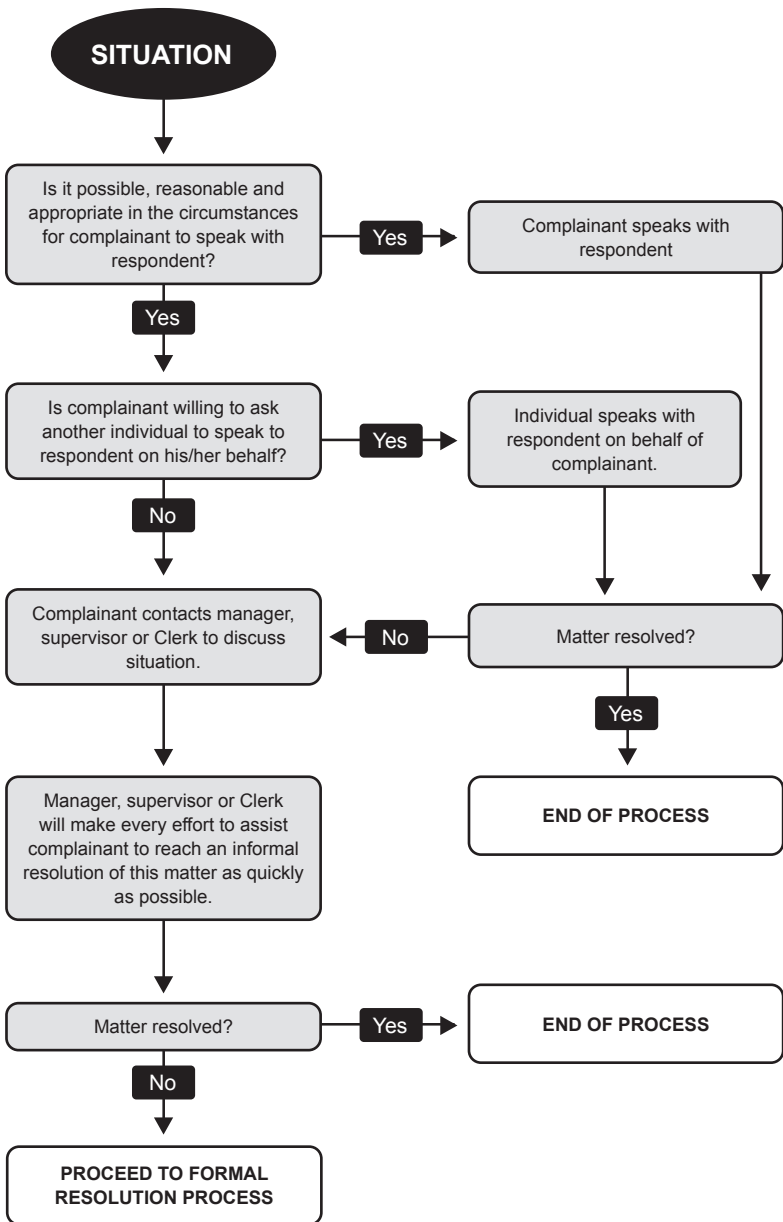 SITUATION
Is it possible, reasonable and
appropriate in the circumstances
for complainant to speak with
respondent?
Yes
Complainant speaks with
respondent
Yes
Is complainant willing to ask
another individual to speak to
respondent on his/her behalf?
Yes
Individual speaks with
respondent on behalf of
complainant.
No
Complainant contacts manager,
supervisor or Clerk to discuss
situation.
No
Matter resolved?
Yes
END OF PROCESS
Manager, supervisor or Clerk
will make every effort to assist
complainant to reach an informal
resolution of this matter as quickly
as possible.
Matter resolved?
Yes
END OF PROCESS
No
PROCEED TO FORMAL
RESOLUTION PROCESS